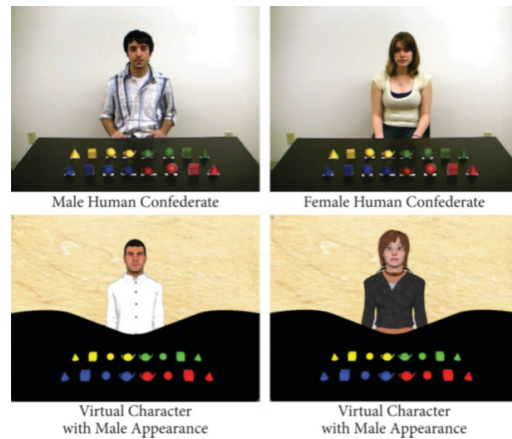 Male Human Confederate
Female Human Confederate
Virtual Character
with Male Appearance
Virtual Character
with Male Appearance